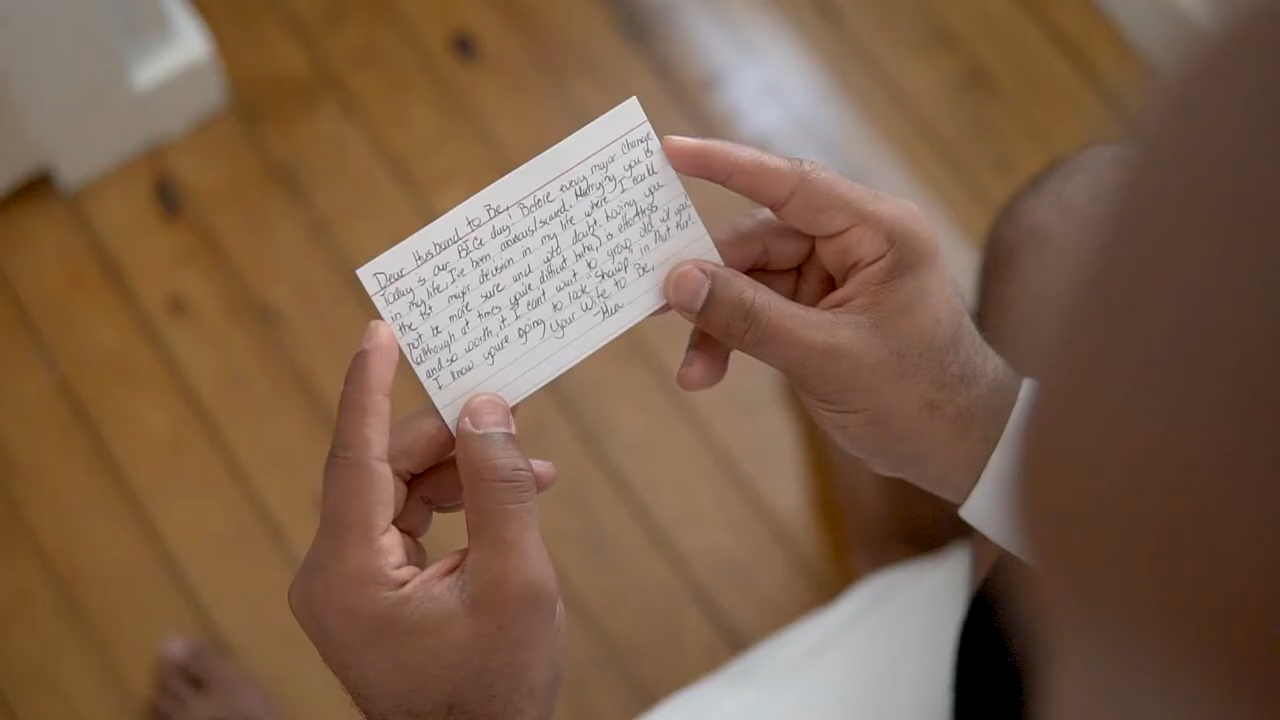 Dear Husband to Be,
Today is our BIG day! Before every major change
in my life, I've been anxious/scared. Marrying you is
the 1st major decision in my life where I could
not be more sure and w/o doubt. Loving you
(although at times you're difficult haha) is effortless
and so worth it. I can't wait to grow old w/ you!
I know you're going to look sharp in that
Your Wife to Be,